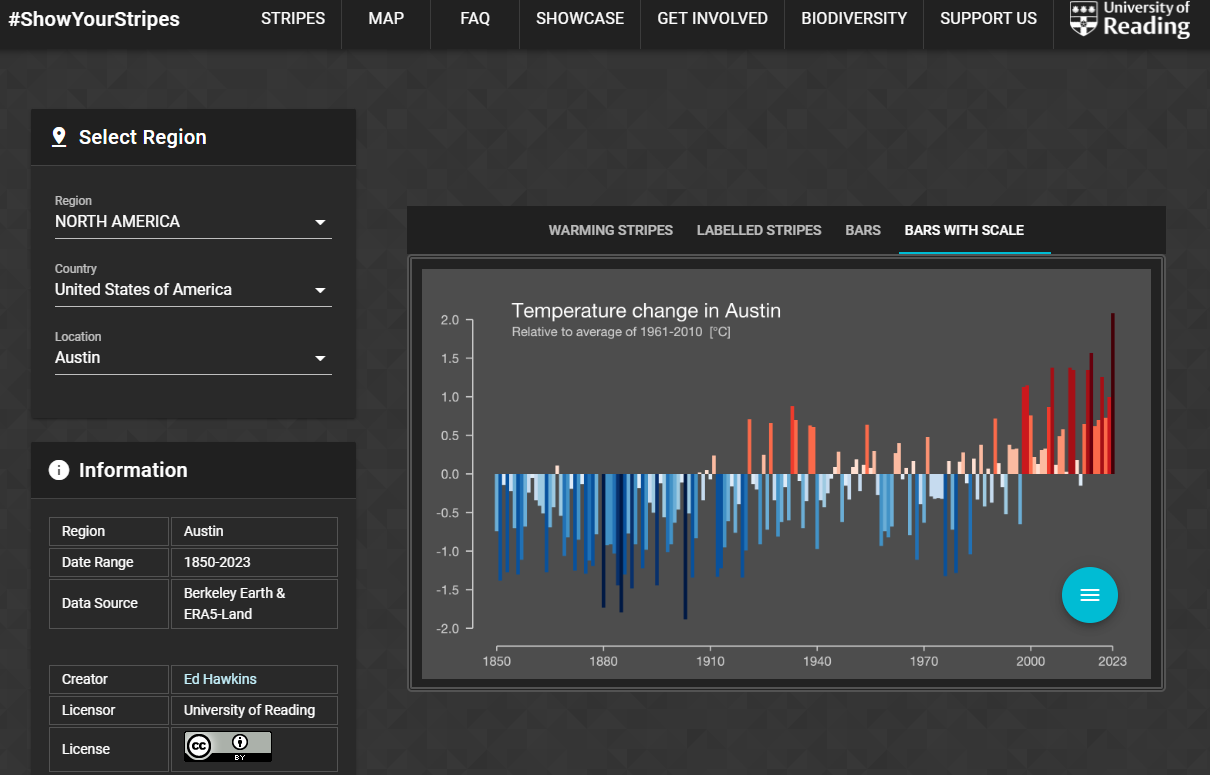 #ShowYourStripes
STRIPES
MAP
FAQ
SHOWCASE
GET INVOLVED
BIODIVERSITY
SUPPORT US
University of
Reading
Select Region
Region
NORTH AMERICA
Country
United States of America
Location
Austin
Information
Region Austin
Date Range 1850-2023
Data Source Berkeley Earth &
ERA5-Land
Creator Ed Hawkins
Licensor University of Reading
License cc BY
WARMING STRIPES
LABELLED STRIPES
BARS
BARS WITH SCALE
Temperature change in Austin
Relative to average of 1961-2010 [°C]
2.0
1.5
1.0
0.5
0.0
-0.5
-1.0
-1.5
-2.0
1850 1880 1910 1940 1970 2000 2023